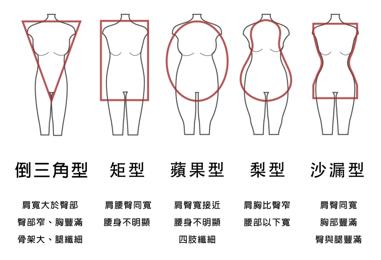 倒三角型
矩型
蘋果型
梨型
沙漏型
肩寬大於臀部
臀部窄、胸豐滿
骨架大、腿纖細
肩腰臀同寬
腰身不明顯
肩臀寬接近
腰身不明顯
四肢纖細
肩胸比臀窄
腰部以下寬
肩臀同寬
胸部豐滿
臀與腿豐滿